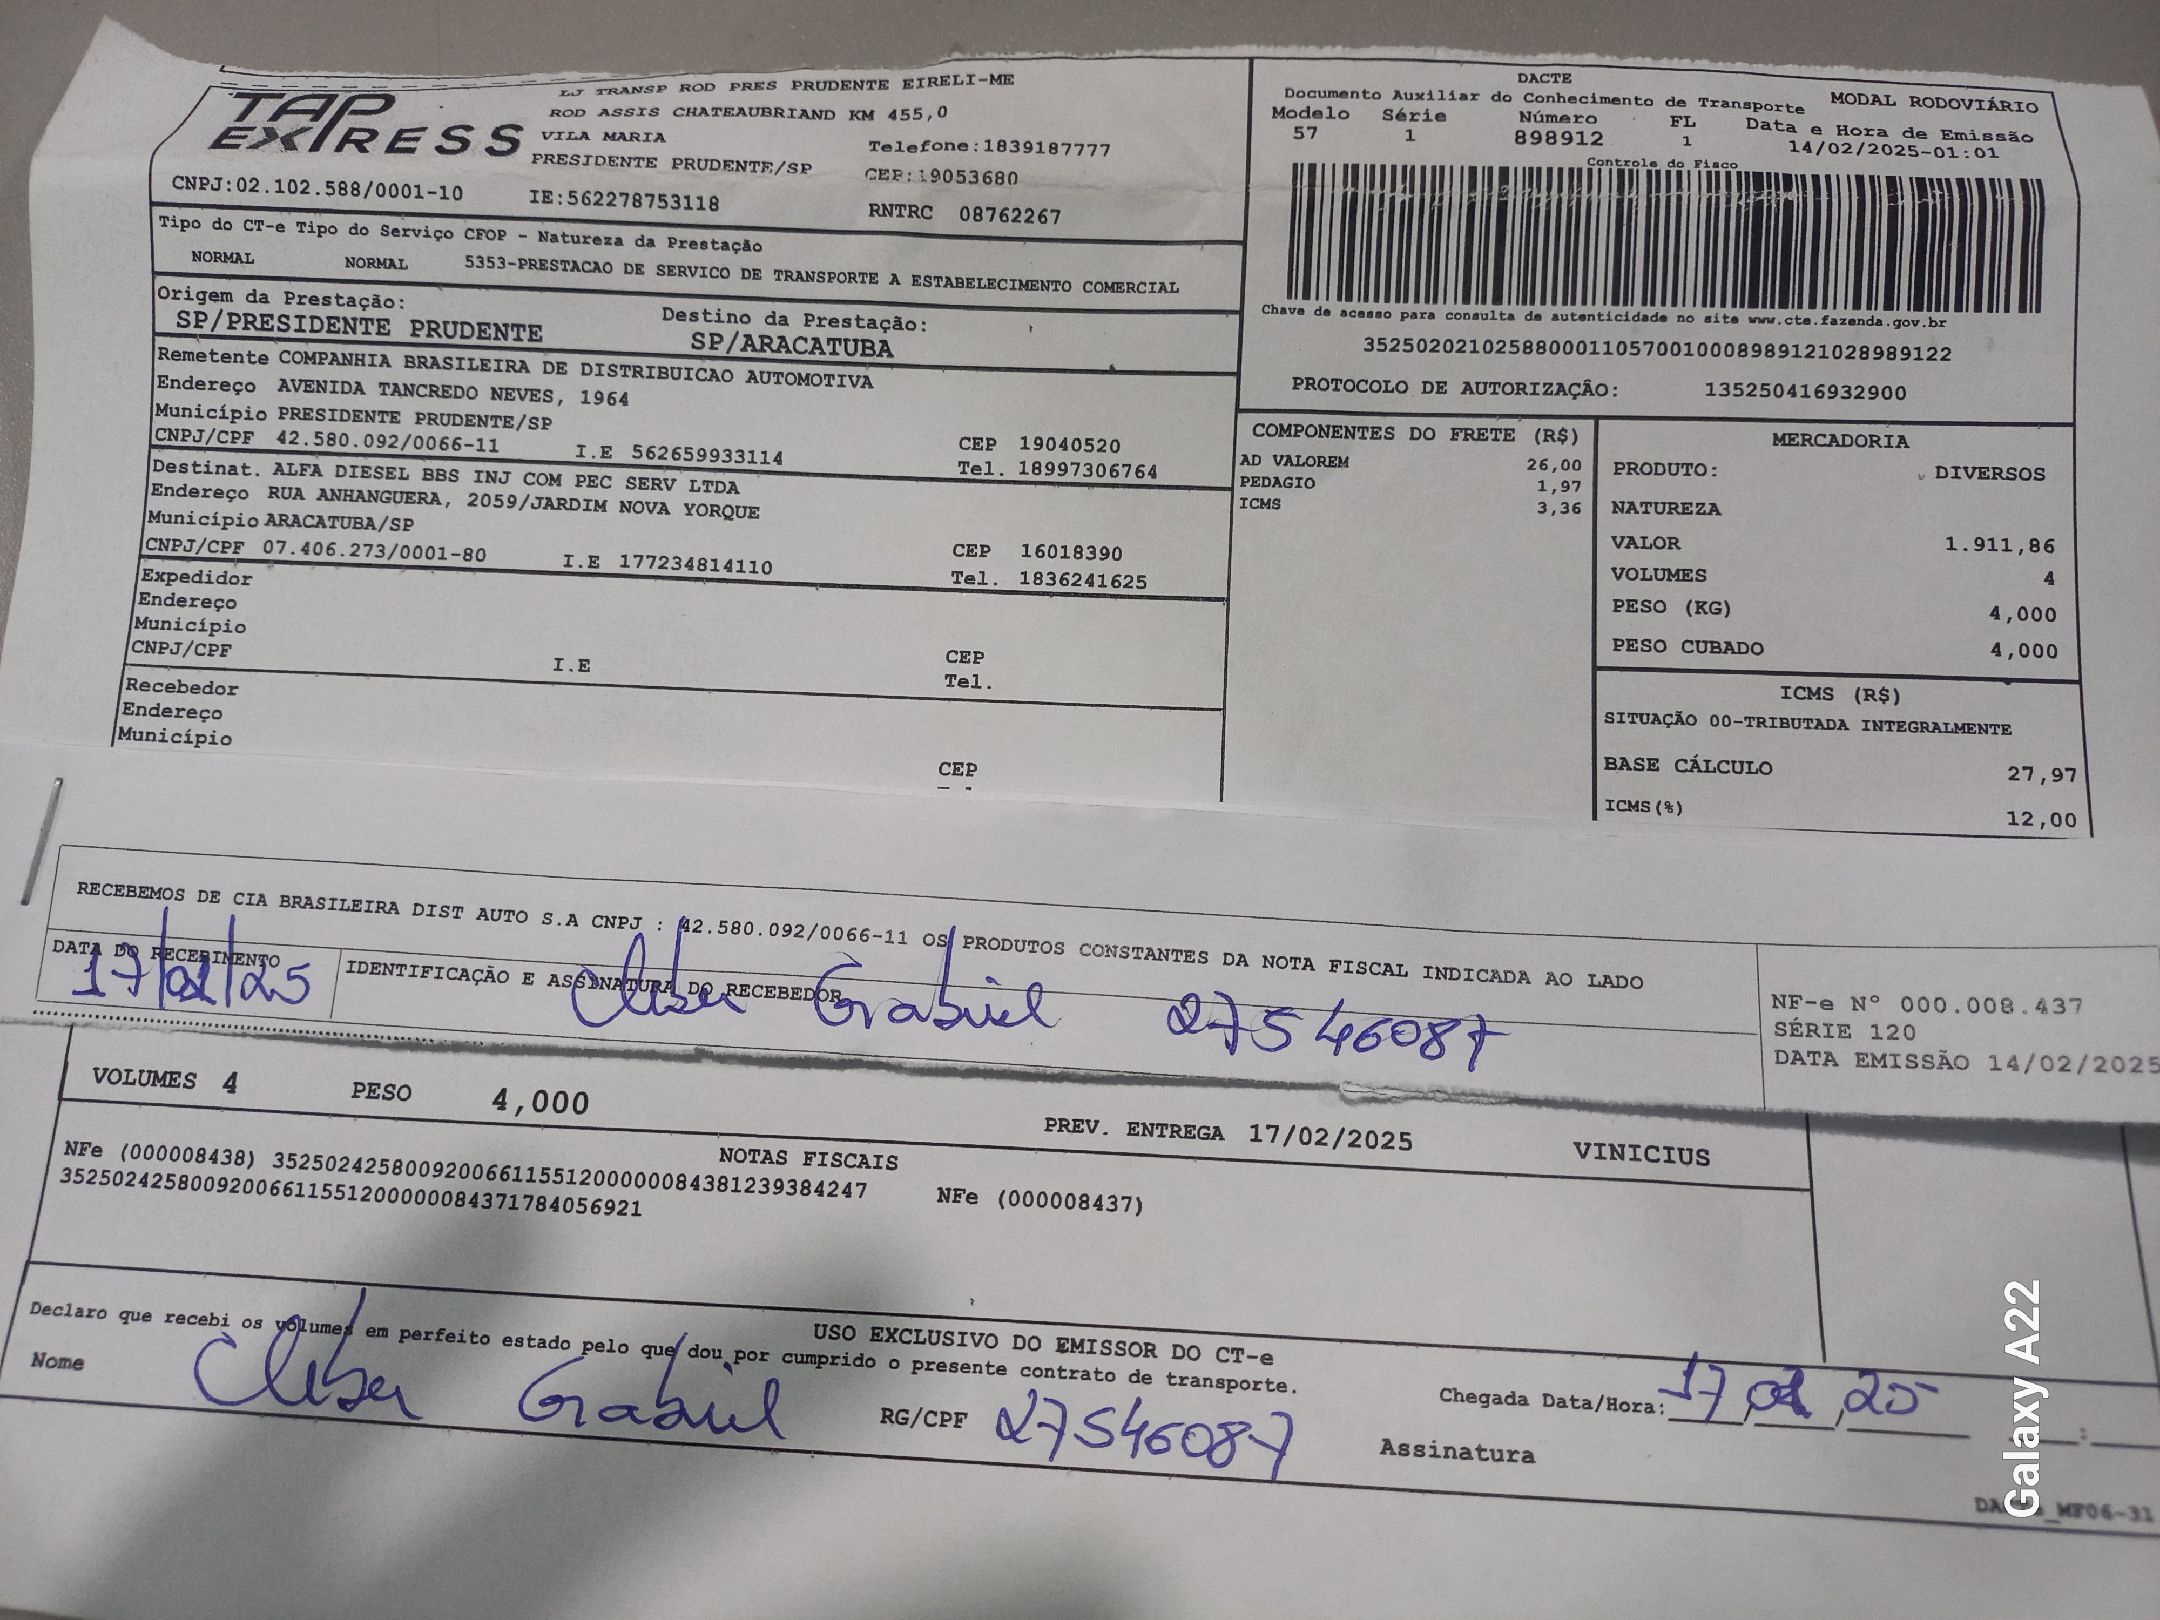 TAP EXPRESS
LJ TRANSP ROD PRES PRUDENTE EIRELI-ME
ROD ASSIS CHATEAUBRIAND KM 455,0
VILA MARIA
PRESIDENTE PRUDENTE/SP
Telefone:1839187777
CEP:19053680
CNPJ:02.102.588/0001-10 IE:562278753118 RNTRC 08762267
DACTE
Documento Auxiliar do Conhecimento de Transporte MODAL RODOVIÁRIO
Modelo Série Número FL Data e Hora de Emissão
57 1 898912 1 14/02/2025-01:01
Controle do Fisco
Chave de acesso para consulta de autenticidade no site www.cte.fazenda.gov.br
35250202102588000110570010008989121028989122
PROTOCOLO DE AUTORIZAÇÃO: 135250416932900
Tipo do CT-e Tipo do Serviço CFOP - Natureza da Prestação
NORMAL NORMAL 5353-PRESTACAO DE SERVICO DE TRANSPORTE A ESTABELECIMENTO COMERCIAL
Origem da Prestação: Destino da Prestação:
SP/PRESIDENTE PRUDENTE SP/ARACATUBA
Remetente COMPANHIA BRASILEIRA DE DISTRIBUICAO AUTOMOTIVA
Endereço AVENIDA TANCREDO NEVES, 1964
Município PRESIDENTE PRUDENTE/SP CEP 19040520
CNPJ/CPF 42.580.092/0066-11 I.E 562659933114 Tel. 18997306764
Destinat. ALFA DIESEL BBS INJ COM PEC SERV LTDA
Endereço RUA ANHANGUERA, 2059/JARDIM NOVA YORQUE
Município ARACATUBA/SP CEP 16018390
CNPJ/CPF 07.406.273/0001-80 I.E 177234814110 Tel. 1836241625
Expedidor
Endereço
Município CEP
CNPJ/CPF I.E Tel.
Recebedor
Endereço
Município CEP
COMPONENTES DO FRETE (R$)
AD VALOREM 26,00
PEDAGIO 1,97
ICMS 3,36
MERCADORIA
PRODUTO: DIVERSOS
NATUREZA
VALOR 1.911,86
VOLUMES 4
PESO (KG) 4,000
PESO CUBADO 4,000
ICMS (R$)
SITUAÇÃO 00-TRIBUTADA INTEGRALMENTE
BASE CÁLCULO 27,97
ICMS(%) 12,00
RECEBEMOS DE CIA BRASILEIRA DIST AUTO S.A CNPJ : 42.580.092/0066-11 OS PRODUTOS CONSTANTES DA NOTA FISCAL INDICADA AO LADO
DATA DO RECEBIMENTO IDENTIFICAÇÃO E ASSINATURA DO RECEBEDOR
17/02/25 Cleber Gabriel 27546087
NF-e N° 000.008.437
SÉRIE 120
DATA EMISSÃO 14/02/2025
VOLUMES 4 PESO 4,000 PREV. ENTREGA 17/02/2025 VINICIUS
NOTAS FISCAIS
NFe (000008438) 35250242580092006611551200000084381239384247 NFe (000008437)
35250242580092006611551200000084371784056921
USO EXCLUSIVO DO EMISSOR DO CT-e
Declaro que recebi os volumes em perfeito estado pelo que dou por cumprido o presente contrato de transporte.
Nome Cleber Gabriel RG/CPF 27546087 Chegada Data/Hora: 17,02,25 :
Assinatura
Galaxy A22